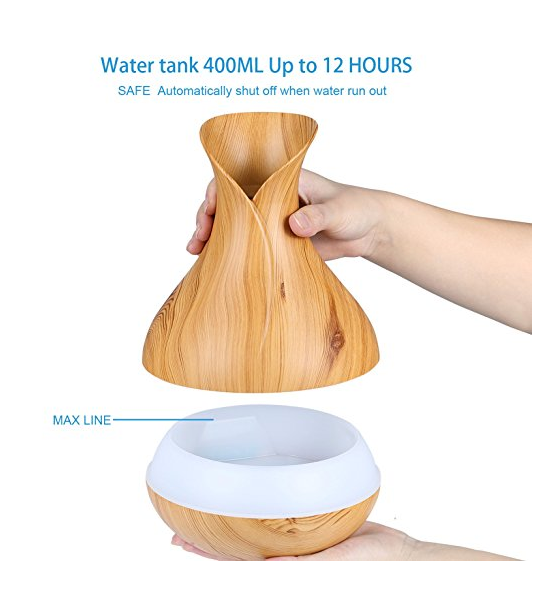 Water tank 400ML Up to 12 HOURS
SAFE Automatically shut off when water run out
MAX LINE